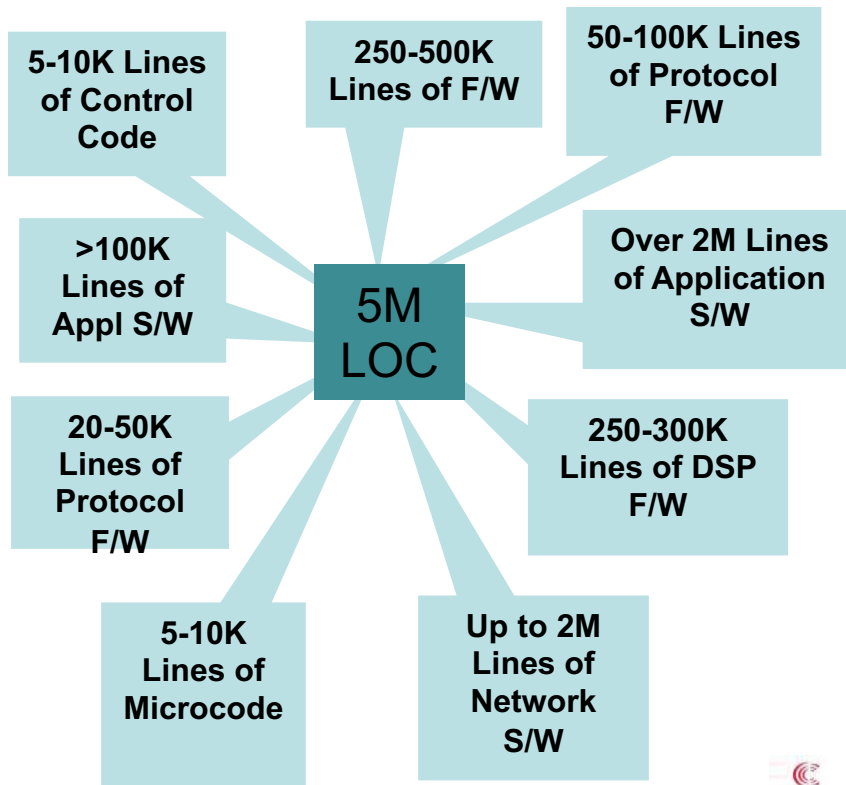 5-10K Lines
of Control
Code
250-500K
Lines of F/W
50-100K Lines
of Protocol
F/W
>100K
Lines of
Appl S/W
5M
LOC
Over 2M Lines
of Application
S/W
20-50K
Lines of
Protocol
F/W
250-300K
Lines of DSP
F/W
5-10K
Lines of
Microcode
Up to 2M
Lines of
Network
S/W